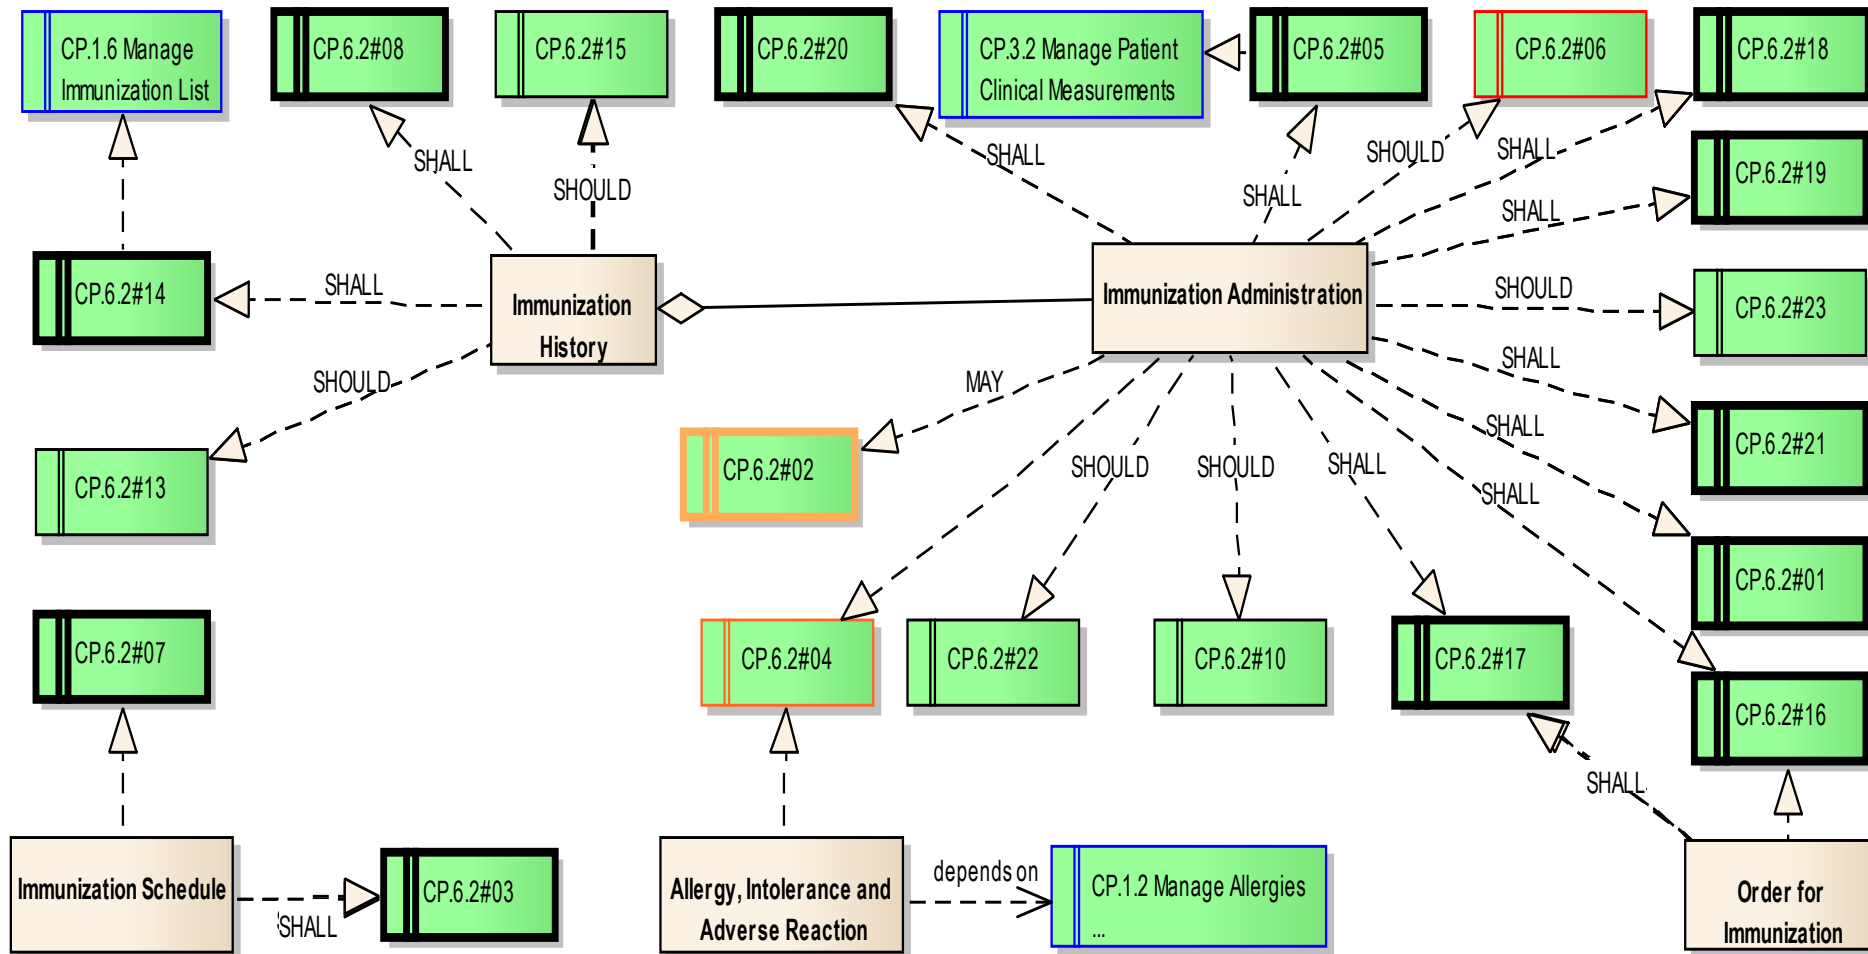 CP.1.6 Manage
Immunization List
CP.6.2#08
CP.6.2#15
CP.6.2#20
CP.3.2 Manage Patient
Clinical Measurements
CP.6.2#05
CP.6.2#06
CP.6.2#18
SHALL
SHOULD
SHALL
SHALL
SHOULD
SHALL
CP.6.2#19
SHALL
CP.6.2#14
SHALL
Immunization
History
Immunization Administration
SHOULD
CP.6.2#23
SHOULD
MAY
SHALL
CP.6.2#13
CP.6.2#02
SHOULD
SHOULD
SHALL
SHALL
CP.6.2#21
SHALL
CP.6.2#01
CP.6.2#07
CP.6.2#04
CP.6.2#22
CP.6.2#10
CP.6.2#17
CP.6.2#16
SHALL
Immunization Schedule
SHALL
CP.6.2#03
Allergy, Intolerance and
Adverse Reaction
depends on
CP.1.2 Manage Allergies
...
Order for
Immunization